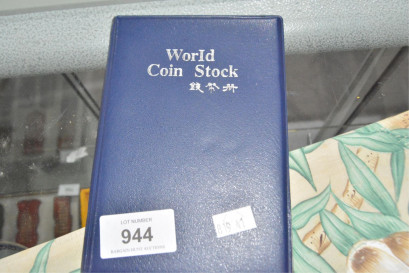 World
Coin Stock
錢幣册
LOT NUMBER
944